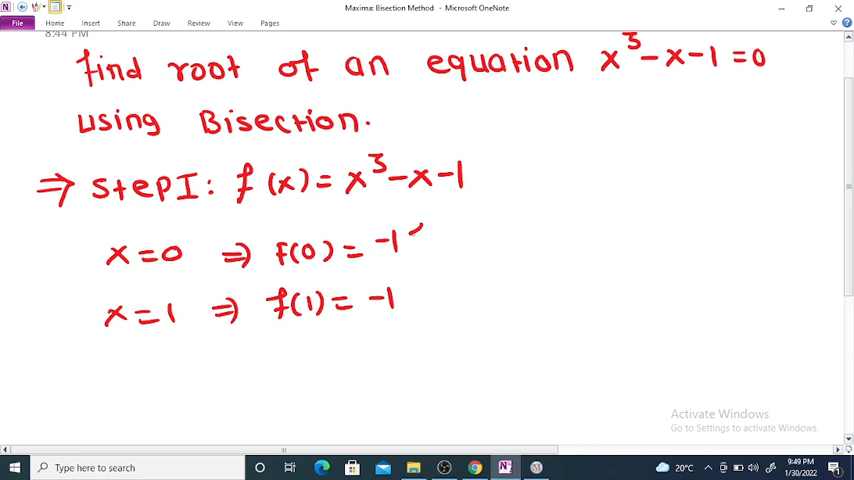 Maxima: Bisection Method - Microsoft OneNote
File Home Insert Share Draw Review View Pages
8:44 PM
find root of an equation x³-x-1=0
using Bisection.
⇒ Step I: f(x)=x³-x-1
x=0 ⇒ f(0)=-1
x=1 ⇒ f(1)=-1
Activate Windows
Go to Settings to activate Windows.
Type here to search
20°C
9:49 PM
1/30/2022